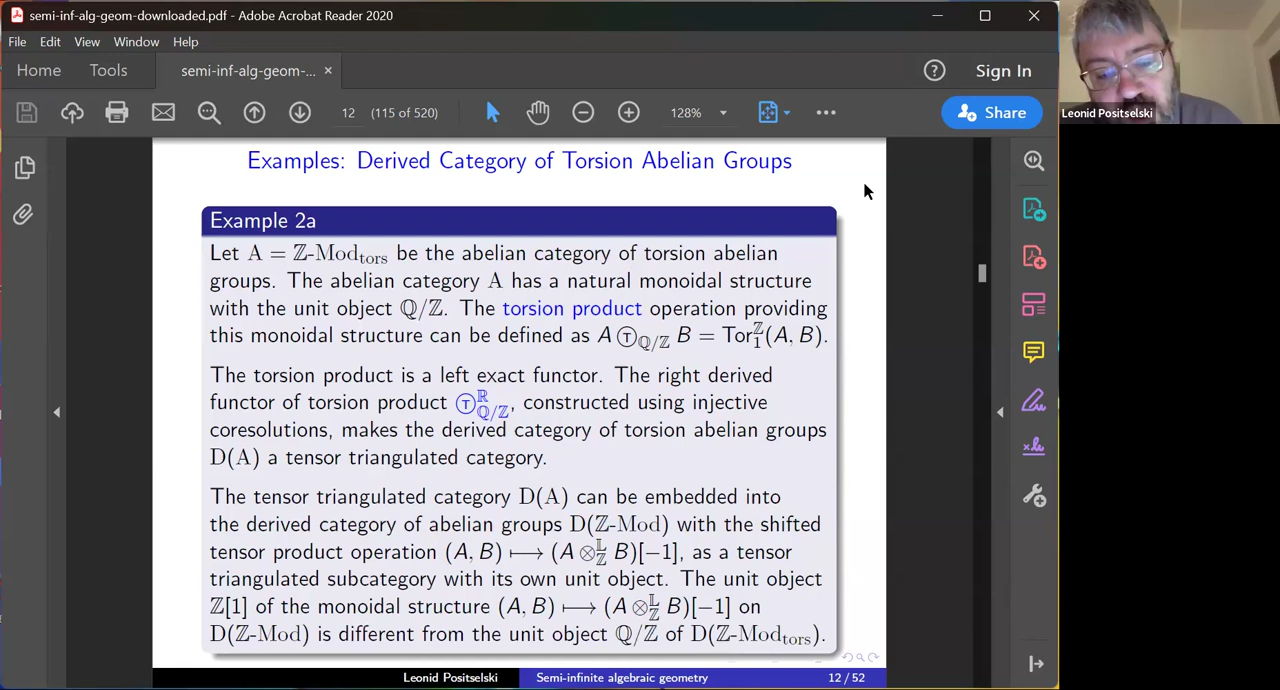 semi-inf-alg-geom-downloaded.pdf - Adobe Acrobat Reader 2020
File Edit View Window Help
Home Tools semi-inf-alg-geom-... × Sign In
12 (115 of 520) 128% Share
Leonid Positselski
Examples: Derived Category of Torsion Abelian Groups
Example 2a
Let A = ℤ-Mod_tors be the abelian category of torsion abelian
groups. The abelian category A has a natural monoidal structure
with the unit object ℚ/ℤ. The torsion product operation providing
this monoidal structure can be defined as A Ⓣ_ℚ/ℤ B = Tor₁^ℤ(A, B).
The torsion product is a left exact functor. The right derived
functor of torsion product Ⓣ^ℝ_ℚ/ℤ, constructed using injective
coresolutions, makes the derived category of torsion abelian groups
D(A) a tensor triangulated category.
The tensor triangulated category D(A) can be embedded into
the derived category of abelian groups D(ℤ-Mod) with the shifted
tensor product operation (A, B) ⟼ (A ⊗^𝕃_ℤ B)[−1], as a tensor
triangulated subcategory with its own unit object. The unit object
ℤ[1] of the monoidal structure (A, B) ⟼ (A ⊗^𝕃_ℤ B)[−1] on
D(ℤ-Mod) is different from the unit object ℚ/ℤ of D(ℤ-Mod_tors).
Leonid Positselski Semi-infinite algebraic geometry 12 / 52